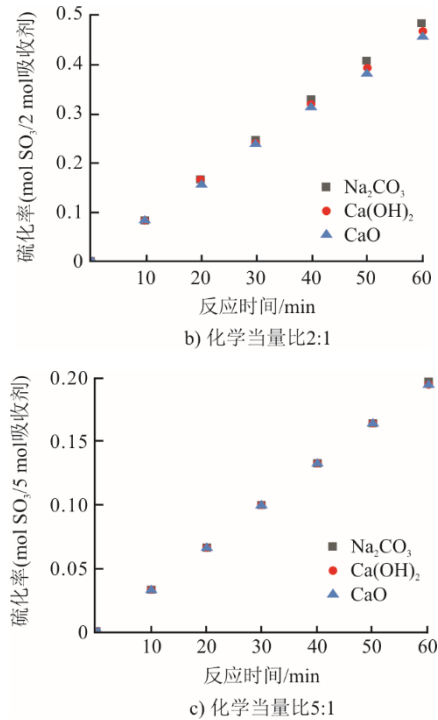 硫化率(mol SO₃/2 mol吸收剂)
0.5
0.4
0.3
0.2
0.1
0
Na₂CO₃
Ca(OH)₂
CaO
10 20 30 40 50 60
反应时间/min
b) 化学当量比2:1
硫化率(mol SO₃/5 mol吸收剂)
0.20
0.15
0.10
0.05
0
Na₂CO₃
Ca(OH)₂
CaO
10 20 30 40 50 60
反应时间/min
c) 化学当量比5:1